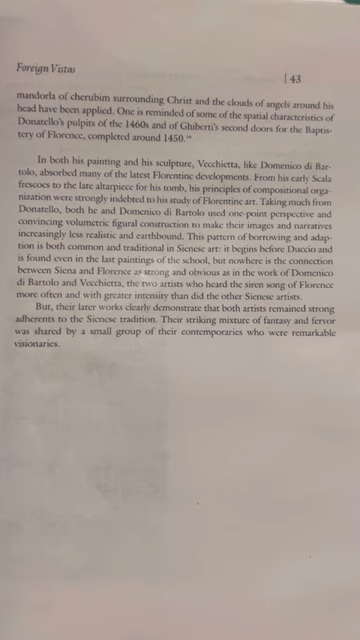 Foreign Vistas
| 43
mandorla of cherubim surrounding Christ and the clouds of angels around his
head have been applied. One is reminded of some of the spatial characteristics of
Donatello's pulpits of the 1460s and of Ghiberti's second doors for the Baptis-
tery of Florence, completed around 1450.
In both his painting and his sculpture, Vecchietta, like Domenico di Bar-
tolo, absorbed many of the latest Florentine developments. From his early Scala
frescoes to the late altarpiece for his tomb, his principles of compositional orga-
nization were strongly indebted to his study of Florentine art. Taking much from
Donatello, both he and Domenico di Bartolo used one-point perspective and
convincing volumetric figural construction to make their images and narratives
increasingly less realistic and earthbound. This pattern of borrowing and adap-
tion is both common and traditional in Sienese art: it begins before Duccio and
is found even in the last paintings of the school, but nowhere is the connection
between Siena and Florence as strong and obvious as in the work of Domenico
di Bartolo and Vecchietta, the two artists who heard the siren song of Florence
more often and with greater intensity than did the other Sienese artists.
But, their later works clearly demonstrate that both artists remained strong
adherents to the Sienese tradition. Their striking mixture of fantasy and fervor
was shared by a small group of their contemporaries who were remarkable
visionaries.